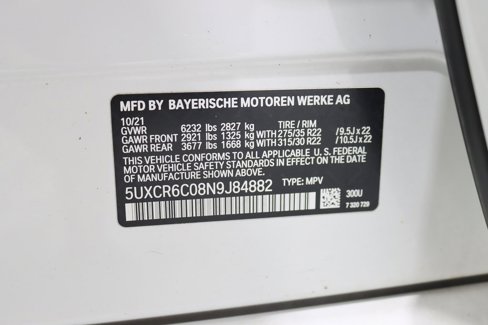 MFD BY BAYERISCHE MOTOREN WERKE AG
10/21
GVWR 6232 lbs 2827 kg TIRE / RIM
GAWR FRONT 2921 lbs 1325 kg WITH 275/35 R22 / 9.5J x 22
GAWR REAR 3677 lbs 1668 kg WITH 315/30 R22 / 10.5J x 22
THIS VEHICLE CONFORMS TO ALL APPLICABLE U. S. FEDERAL
MOTOR VEHICLE SAFETY STANDARDS IN EFFECT ON THE DATE
OF MANUFACTURE SHOWN ABOVE.
5UXCR6C08N9J84882 TYPE: MPV
300U
7 320 729